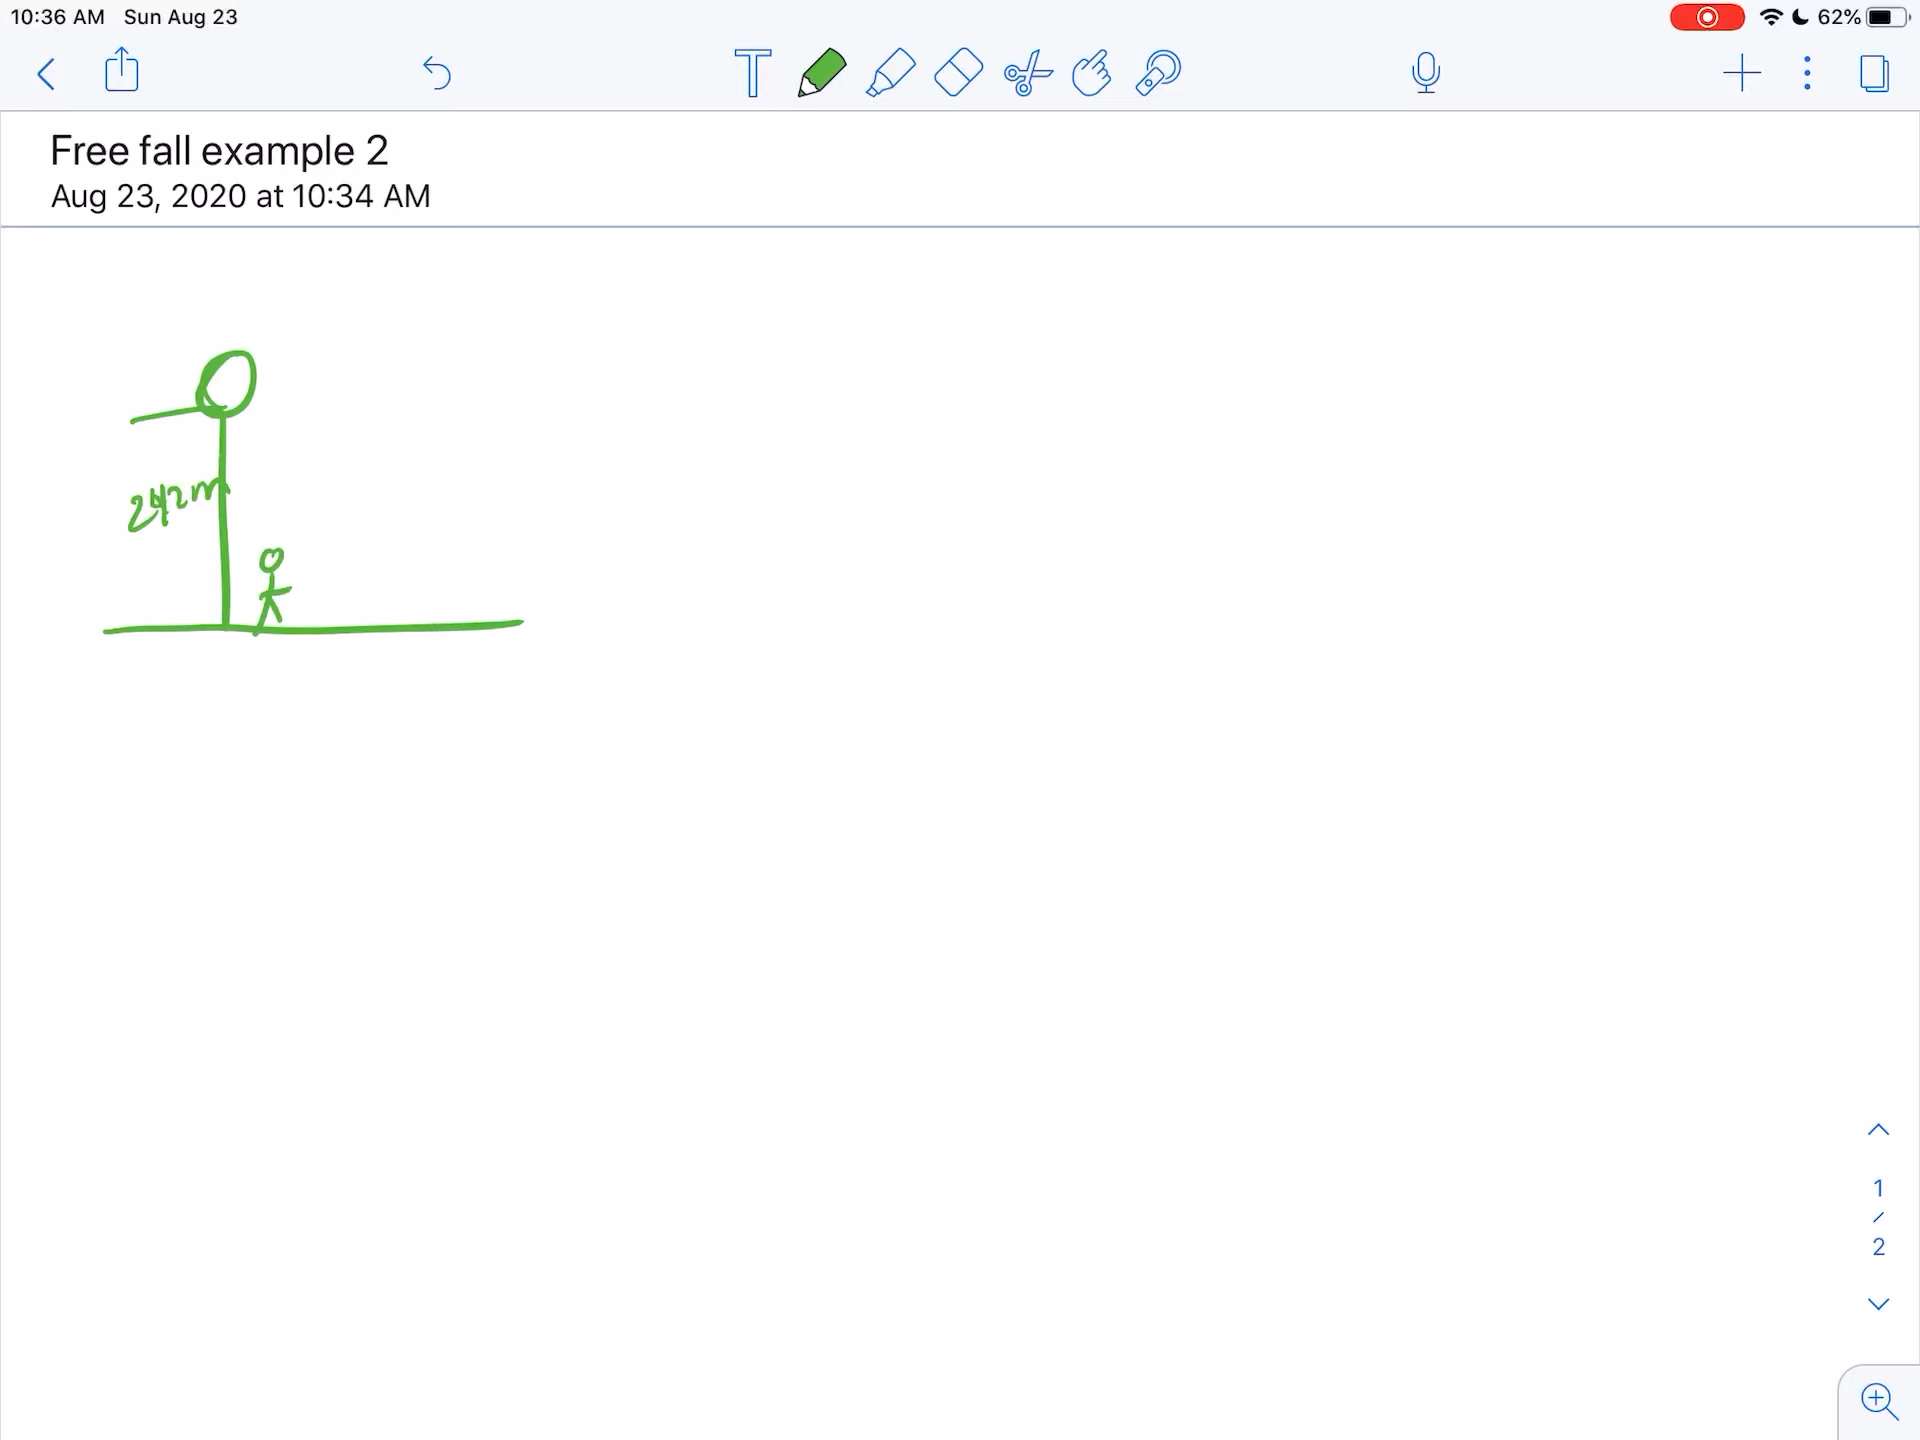 10:36 AM Sun Aug 23
62%
T
Free fall example 2
Aug 23, 2020 at 10:34 AM
242m
1
/
2